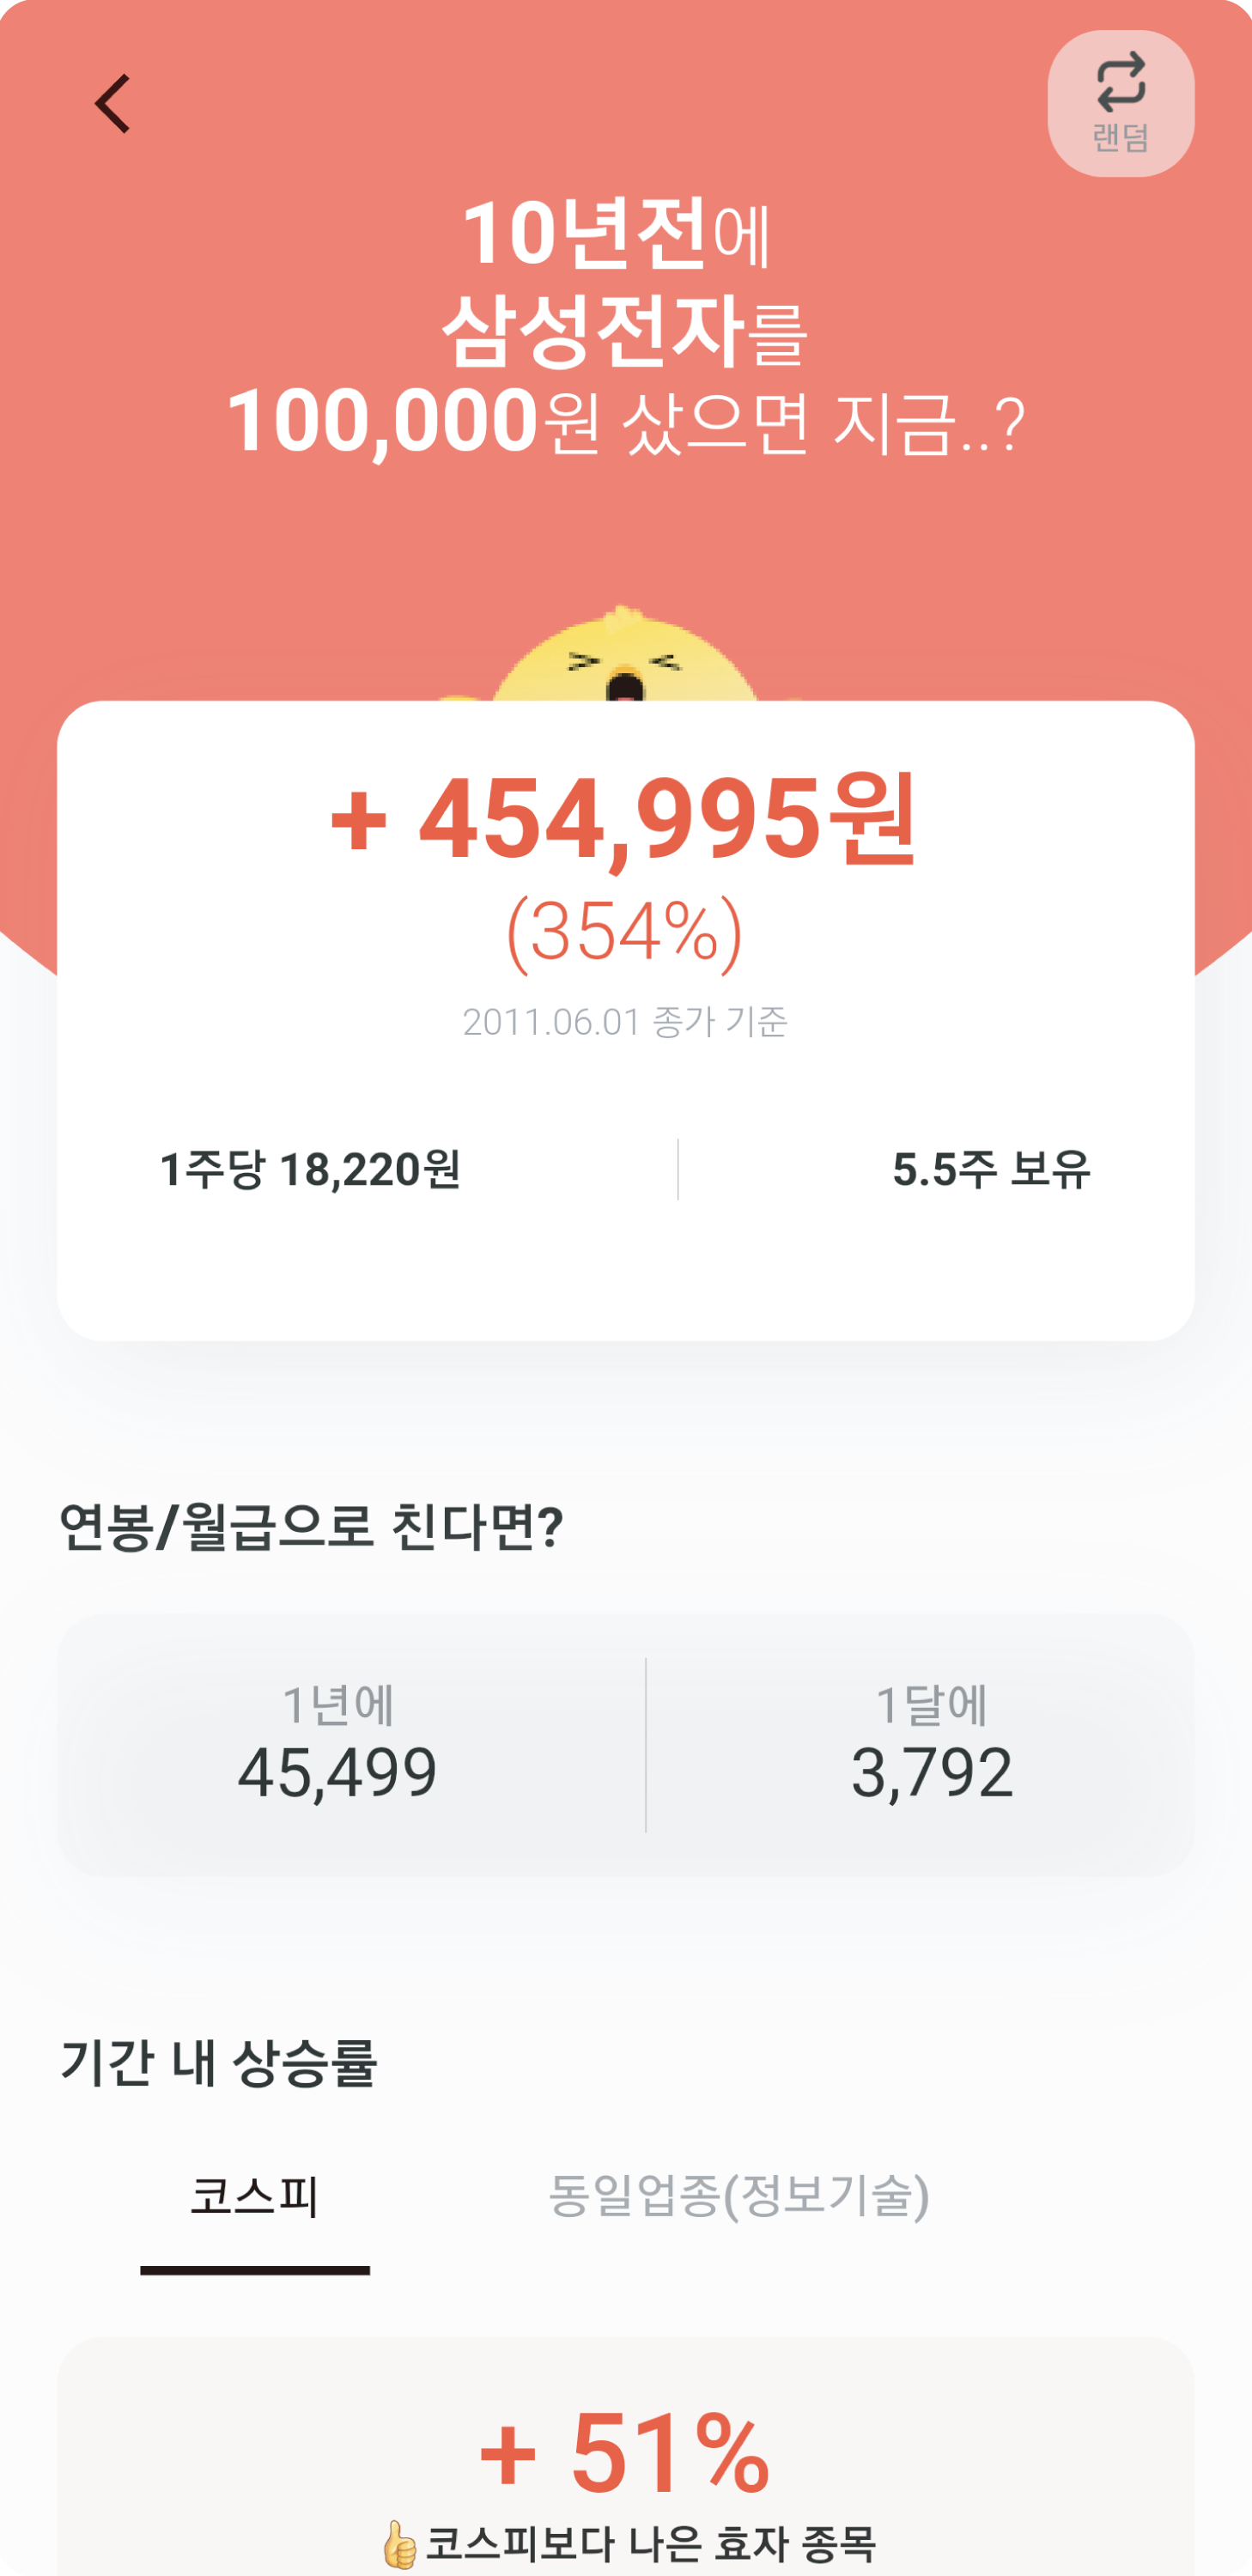 랜덤
10년전에
삼성전자를
100,000원 샀으면 지금..?
+ 454,995원
(354%)
2011.06.01 종가 기준
1주당 18,220원 5.5주 보유
연봉/월급으로 친다면?
1년에 1달에
45,499 3,792
기간 내 상승률
코스피 동일업종(정보기술)
+ 51%
👍코스피보다 나은 효자 종목